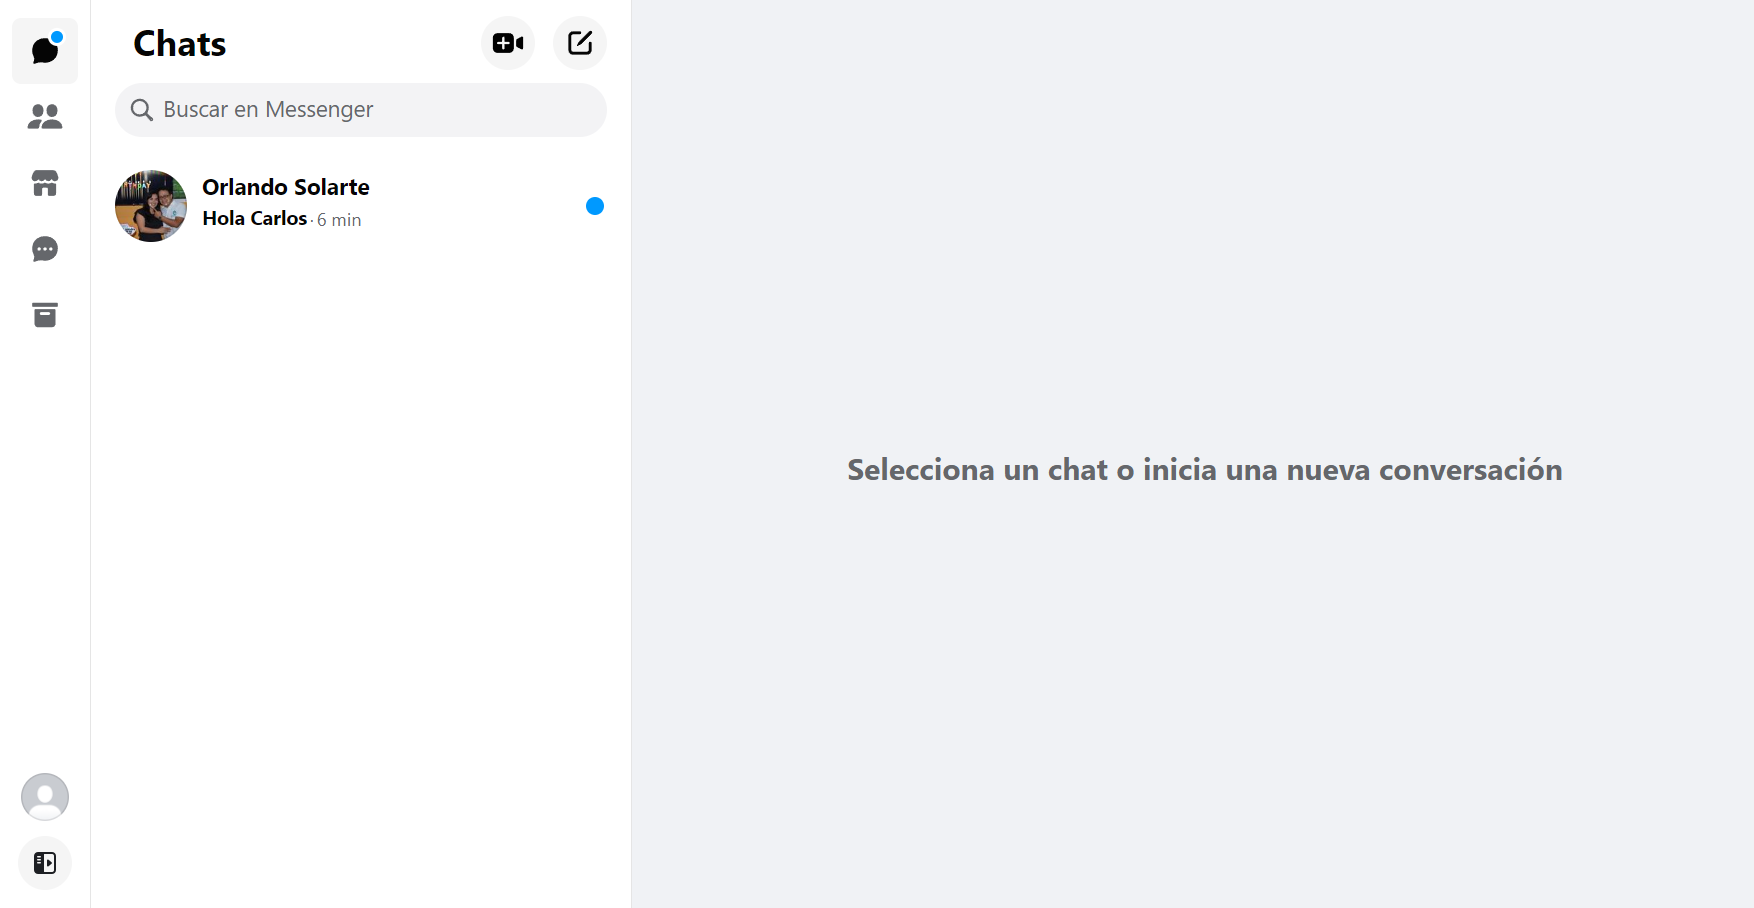 Chats
Buscar en Messenger
Orlando Solarte
Hola Carlos · 6 min
Selecciona un chat o inicia una nueva conversación